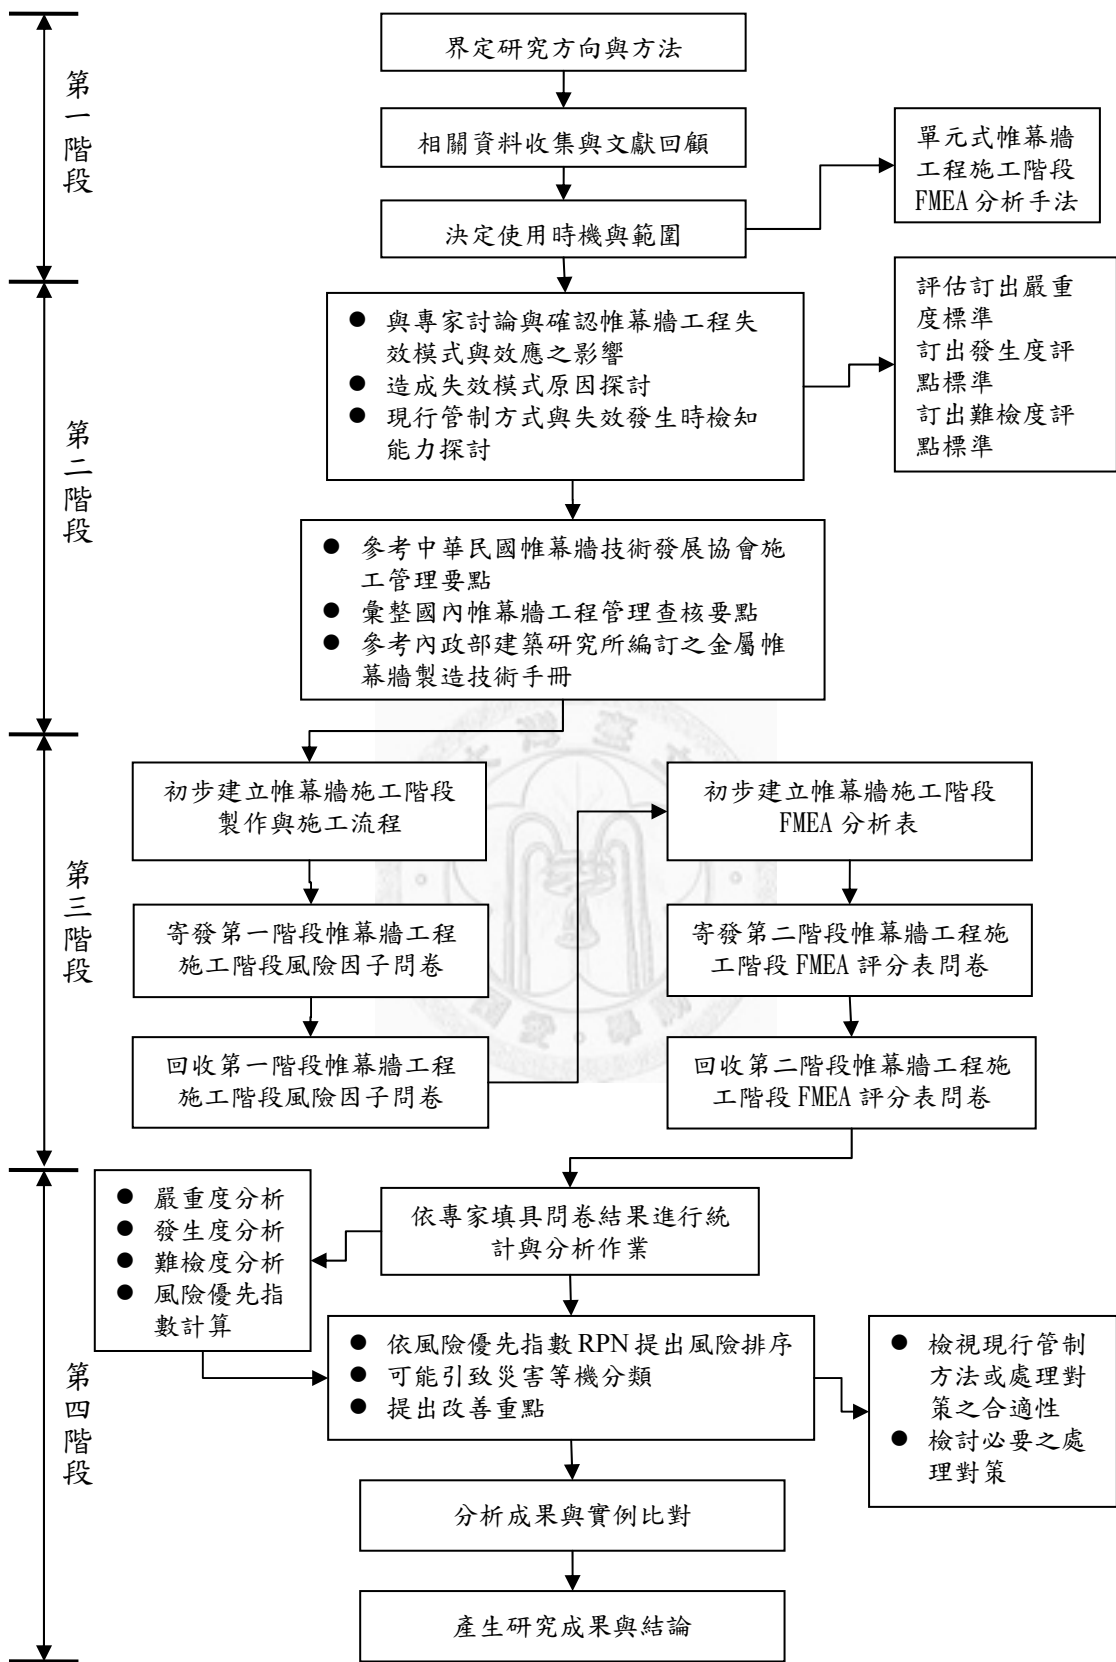 第一階段
界定研究方向與方法
相關資料收集與文獻回顧
決定使用時機與範圍
單元式帷幕牆
工程施工階段
FMEA 分析手法
第二階段
● 與專家討論與確認帷幕牆工程失
效模式與效應之影響
● 造成失效模式原因探討
● 現行管制方式與失效發生時檢知
能力探討
評估訂出嚴重
度標準
訂出發生度評
點標準
訂出難檢度評
點標準
● 參考中華民國帷幕牆技術發展協會施
工管理要點
● 彙整國內帷幕牆工程管理查核要點
● 參考內政部建築研究所編訂之金屬帷
幕牆製造技術手冊
第三階段
初步建立帷幕牆施工階段
製作與施工流程
寄發第一階段帷幕牆工程
施工階段風險因子問卷
回收第一階段帷幕牆工程
施工階段風險因子問卷
初步建立帷幕牆施工階段
FMEA 分析表
寄發第二階段帷幕牆工程施
工階段 FMEA 評分表問卷
回收第二階段帷幕牆工程施
工階段 FMEA 評分表問卷
第四階段
依專家填具問卷結果進行統
計與分析作業
● 嚴重度分析
● 發生度分析
● 難檢度分析
● 風險優先指
數計算
● 依風險優先指數 RPN 提出風險排序
● 可能引致災害等機分類
● 提出改善重點
● 檢視現行管制
方法或處理對
策之合適性
● 檢討必要之處
理對策
分析成果與實例比對
產生研究成果與結論